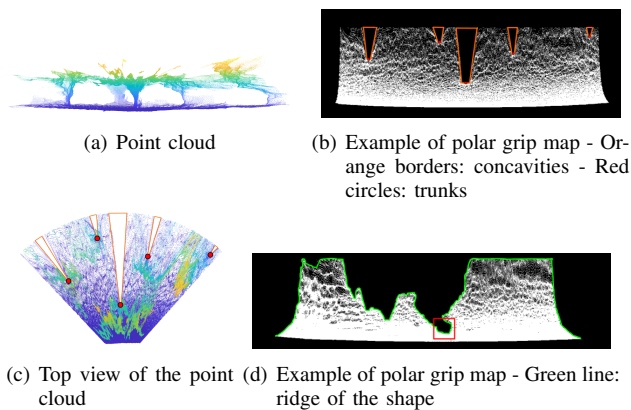 (a) Point cloud
(b) Example of polar grip map - Or-
ange borders: concavities - Red
circles: trunks
(c) Top view of the point
cloud
(d) Example of polar grip map - Green line:
ridge of the shape